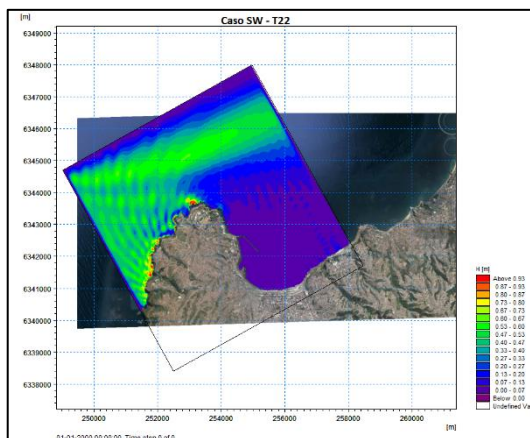 Caso SW - T22
[m]
6349000
6348000
6347000
6346000
6345000
6344000
6343000
6342000
6341000
6340000
6339000
6338000
250000 252000 254000 256000 258000 260000
[m]
H [m]
Above 0.93
0.87 - 0.93
0.80 - 0.87
0.73 - 0.80
0.67 - 0.73
0.60 - 0.67
0.53 - 0.60
0.47 - 0.53
0.40 - 0.47
0.33 - 0.40
0.27 - 0.33
0.20 - 0.27
0.13 - 0.20
0.07 - 0.13
0.00 - 0.07
Below 0.00
Undefined Va